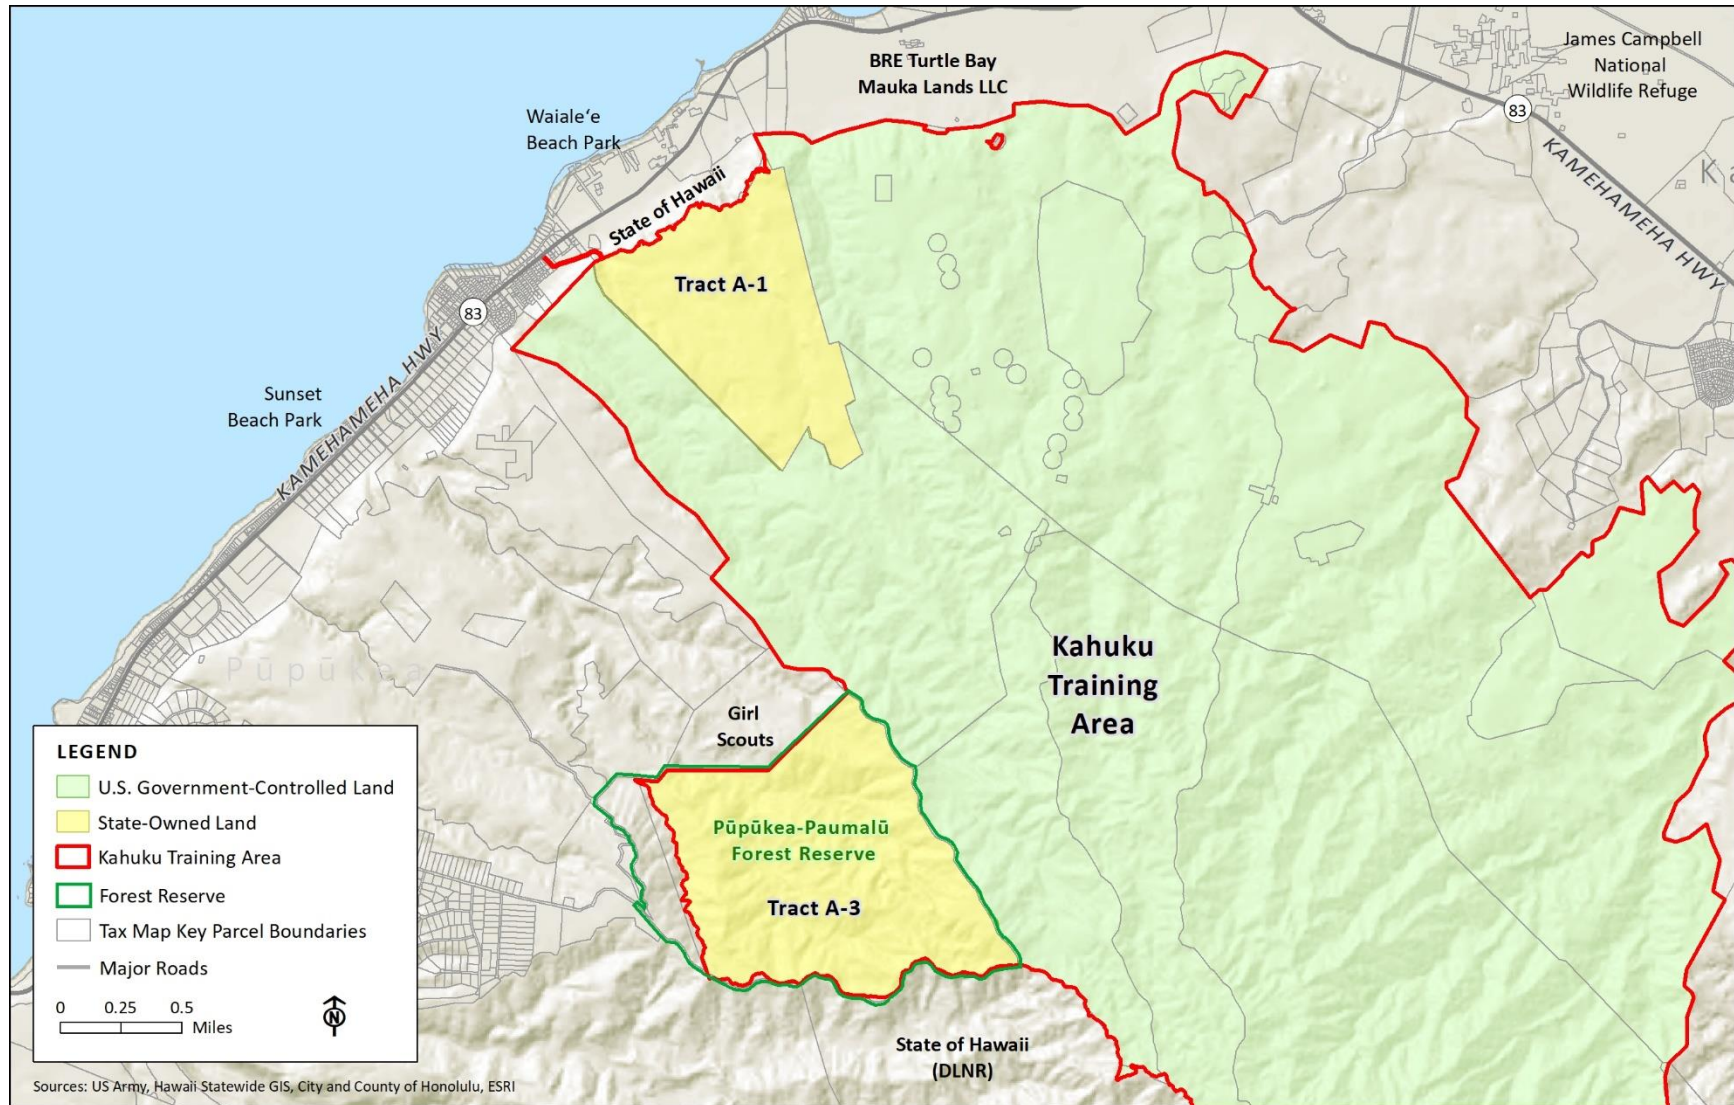 BRE Turtle Bay
Mauka Lands LLC
James Campbell
National
Wildlife Refuge
83
KAMEHAMEHA HWY
Waialeʻe
Beach Park
State of Hawaii
Tract A-1
83
KAMEHAMEHA HWY
Sunset
Beach Park
Kahuku
Training
Area
Pūpūkea
Girl
Scouts
Pūpūkea-Paumalū
Forest Reserve
Tract A-3
State of Hawaii
(DLNR)
LEGEND
U.S. Government-Controlled Land
State-Owned Land
Kahuku Training Area
Forest Reserve
Tax Map Key Parcel Boundaries
Major Roads
0 0.25 0.5
Miles
N
Sources: US Army, Hawaii Statewide GIS, City and County of Honolulu, ESRI